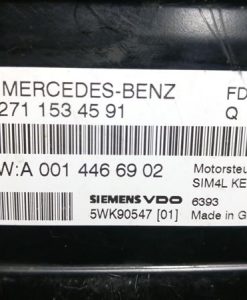 MERCEDES-BENZ FD
271 153 45 91 Q
W:A 001 446 69 02 Motorsteu
SIM4L KE
SIEMENS VDO 6393
5WK90547 [01] Made in G